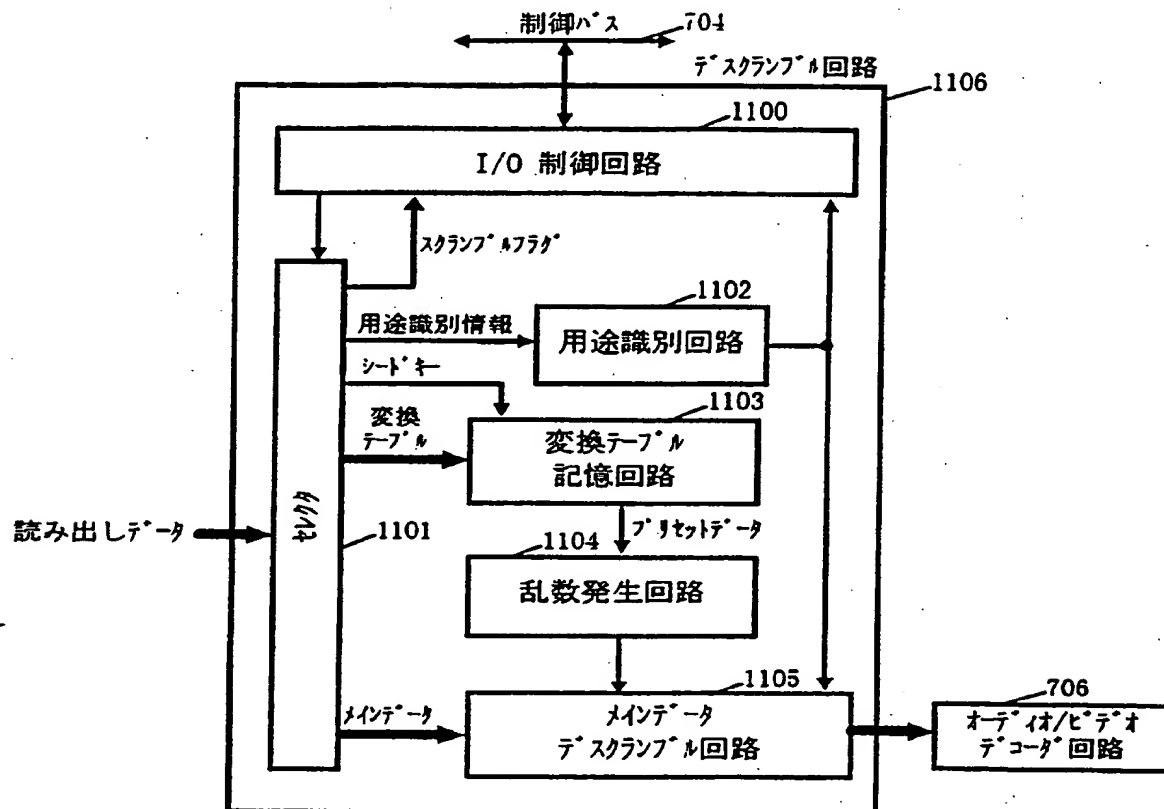 制御バス
704
デスクランブル回路
1106
1100
I/O 制御回路
スクランブルフラグ
1102
用途識別情報
用途識別回路
シードキー
1103
変換
テーブル
変換テーブル
記憶回路
セレクタ
読み出しデータ
1101
プリセットデータ
1104
乱数発生回路
1105
メインデータ
メインデータ
デスクランブル回路
706
オーディオ/ビデオ
デコーダ回路